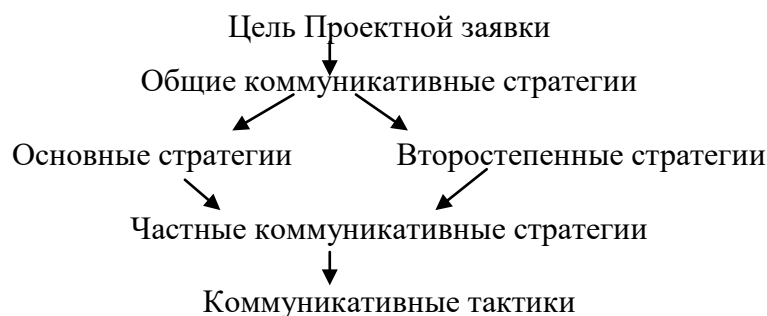 Цель Проектной заявки
Общие коммуникативные стратегии
Основные стратегии Второстепенные стратегии
Частные коммуникативные стратегии
Коммуникативные тактики